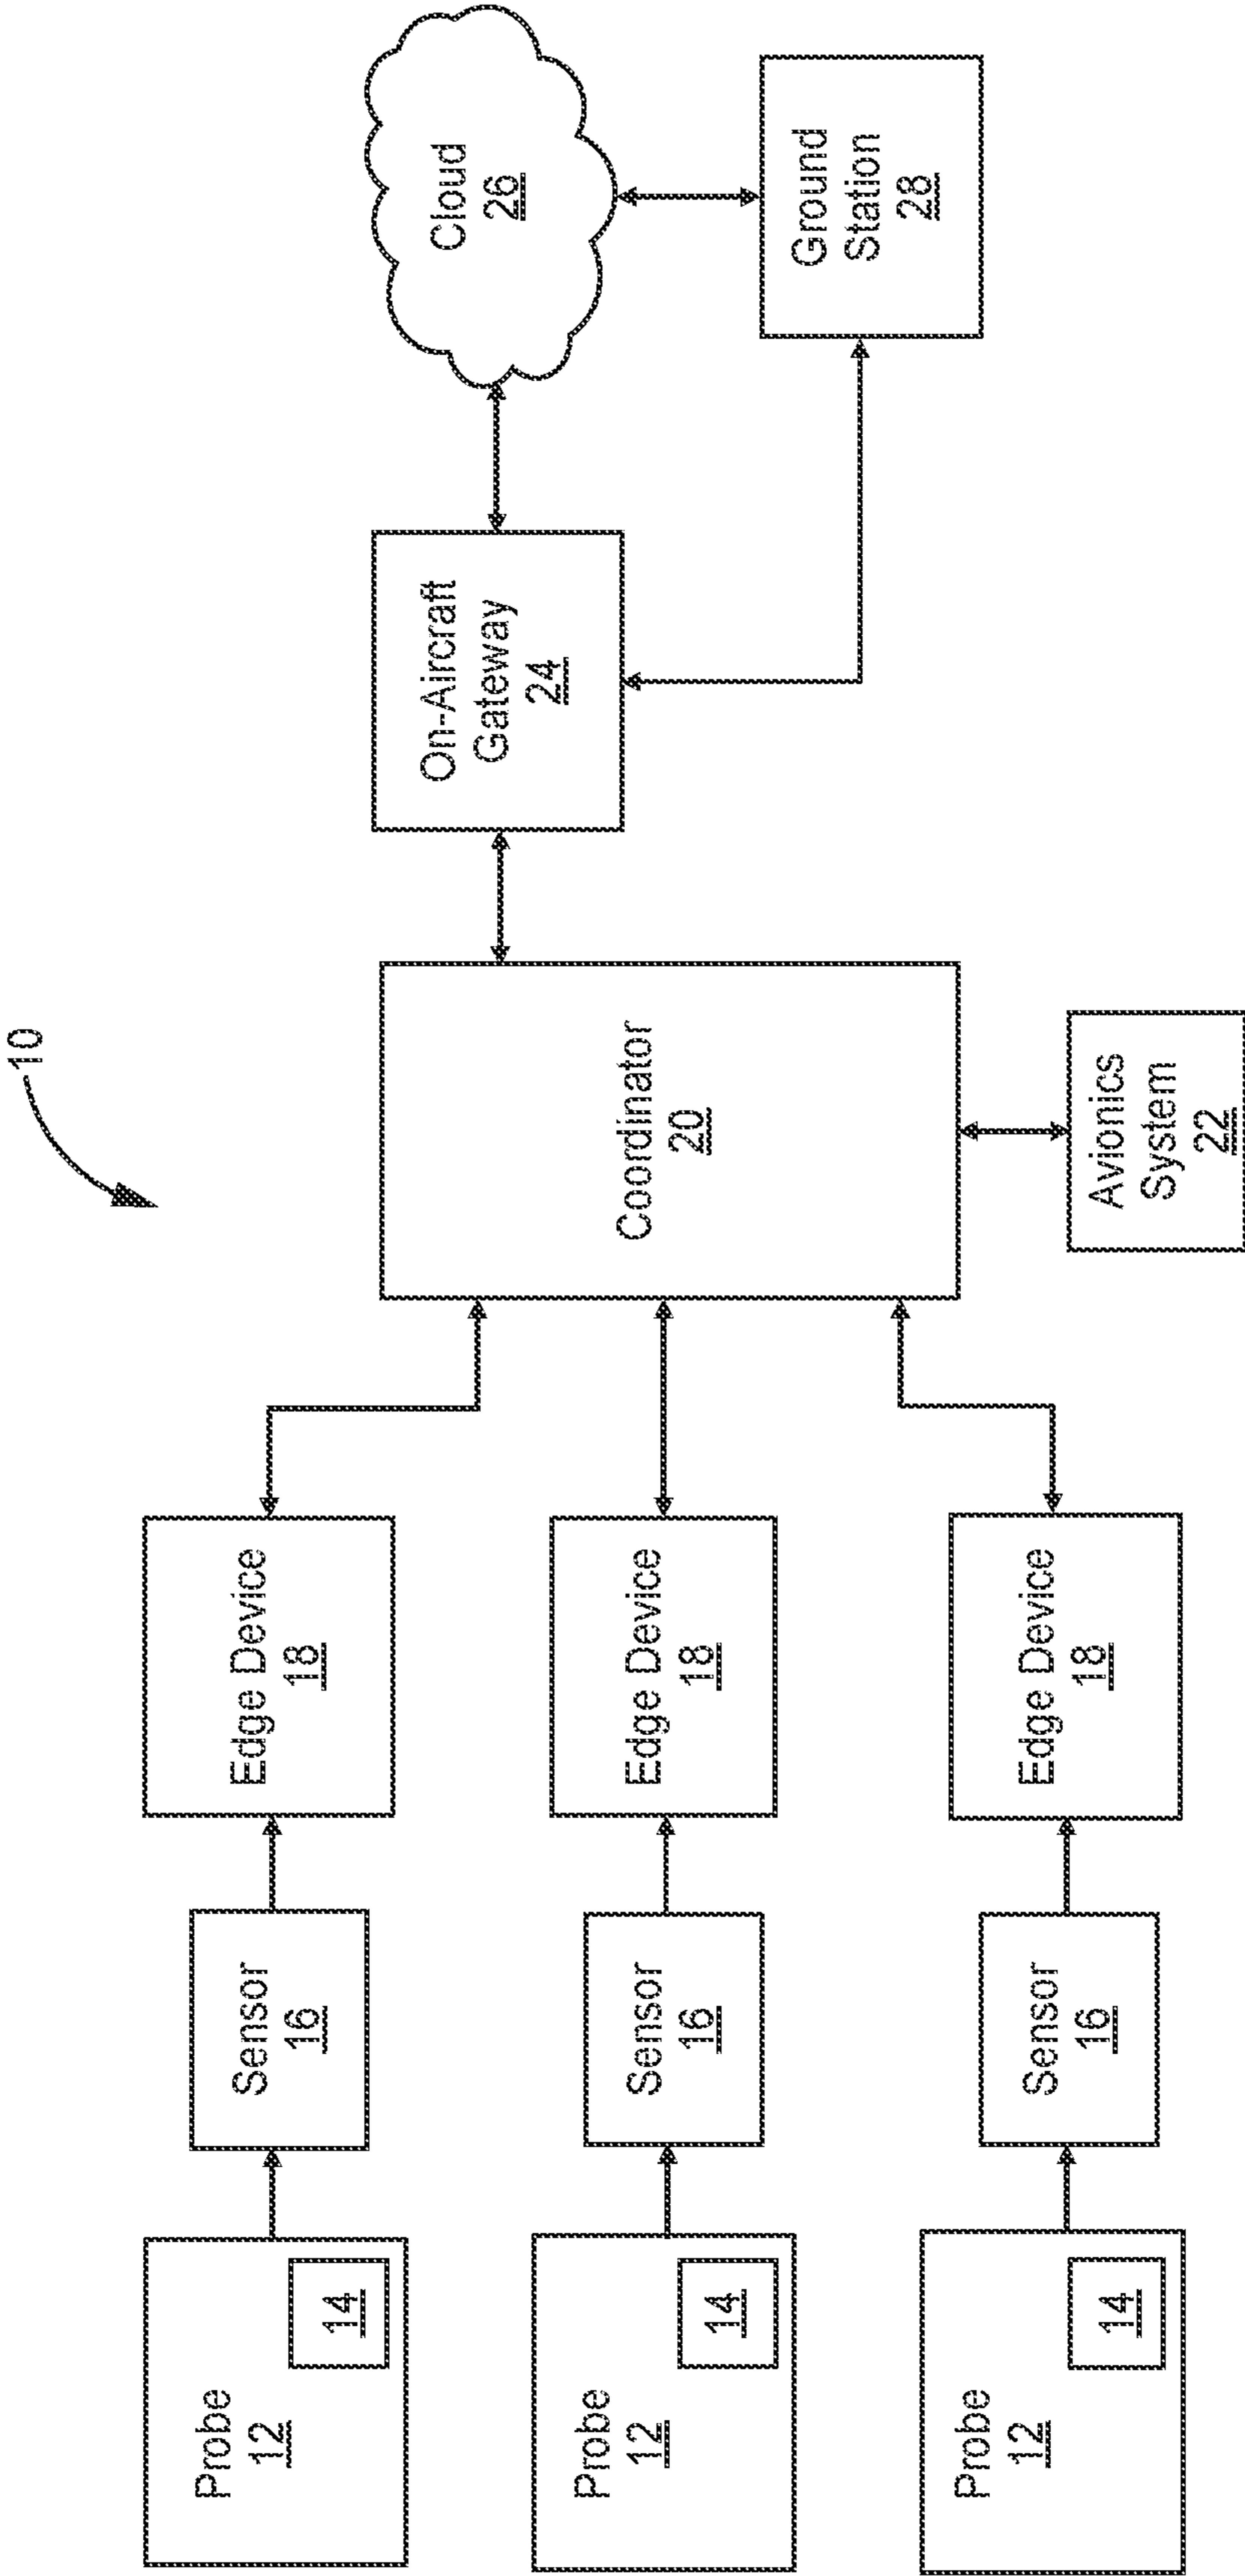 10
Probe
12
14
Sensor
16
Edge Device
18
Probe
12
14
Sensor
16
Edge Device
18
Probe
12
14
Sensor
16
Edge Device
18
Coordinator
20
Avionics
System
22
On-Aircraft
Gateway
24
Cloud
26
Ground
Station
28